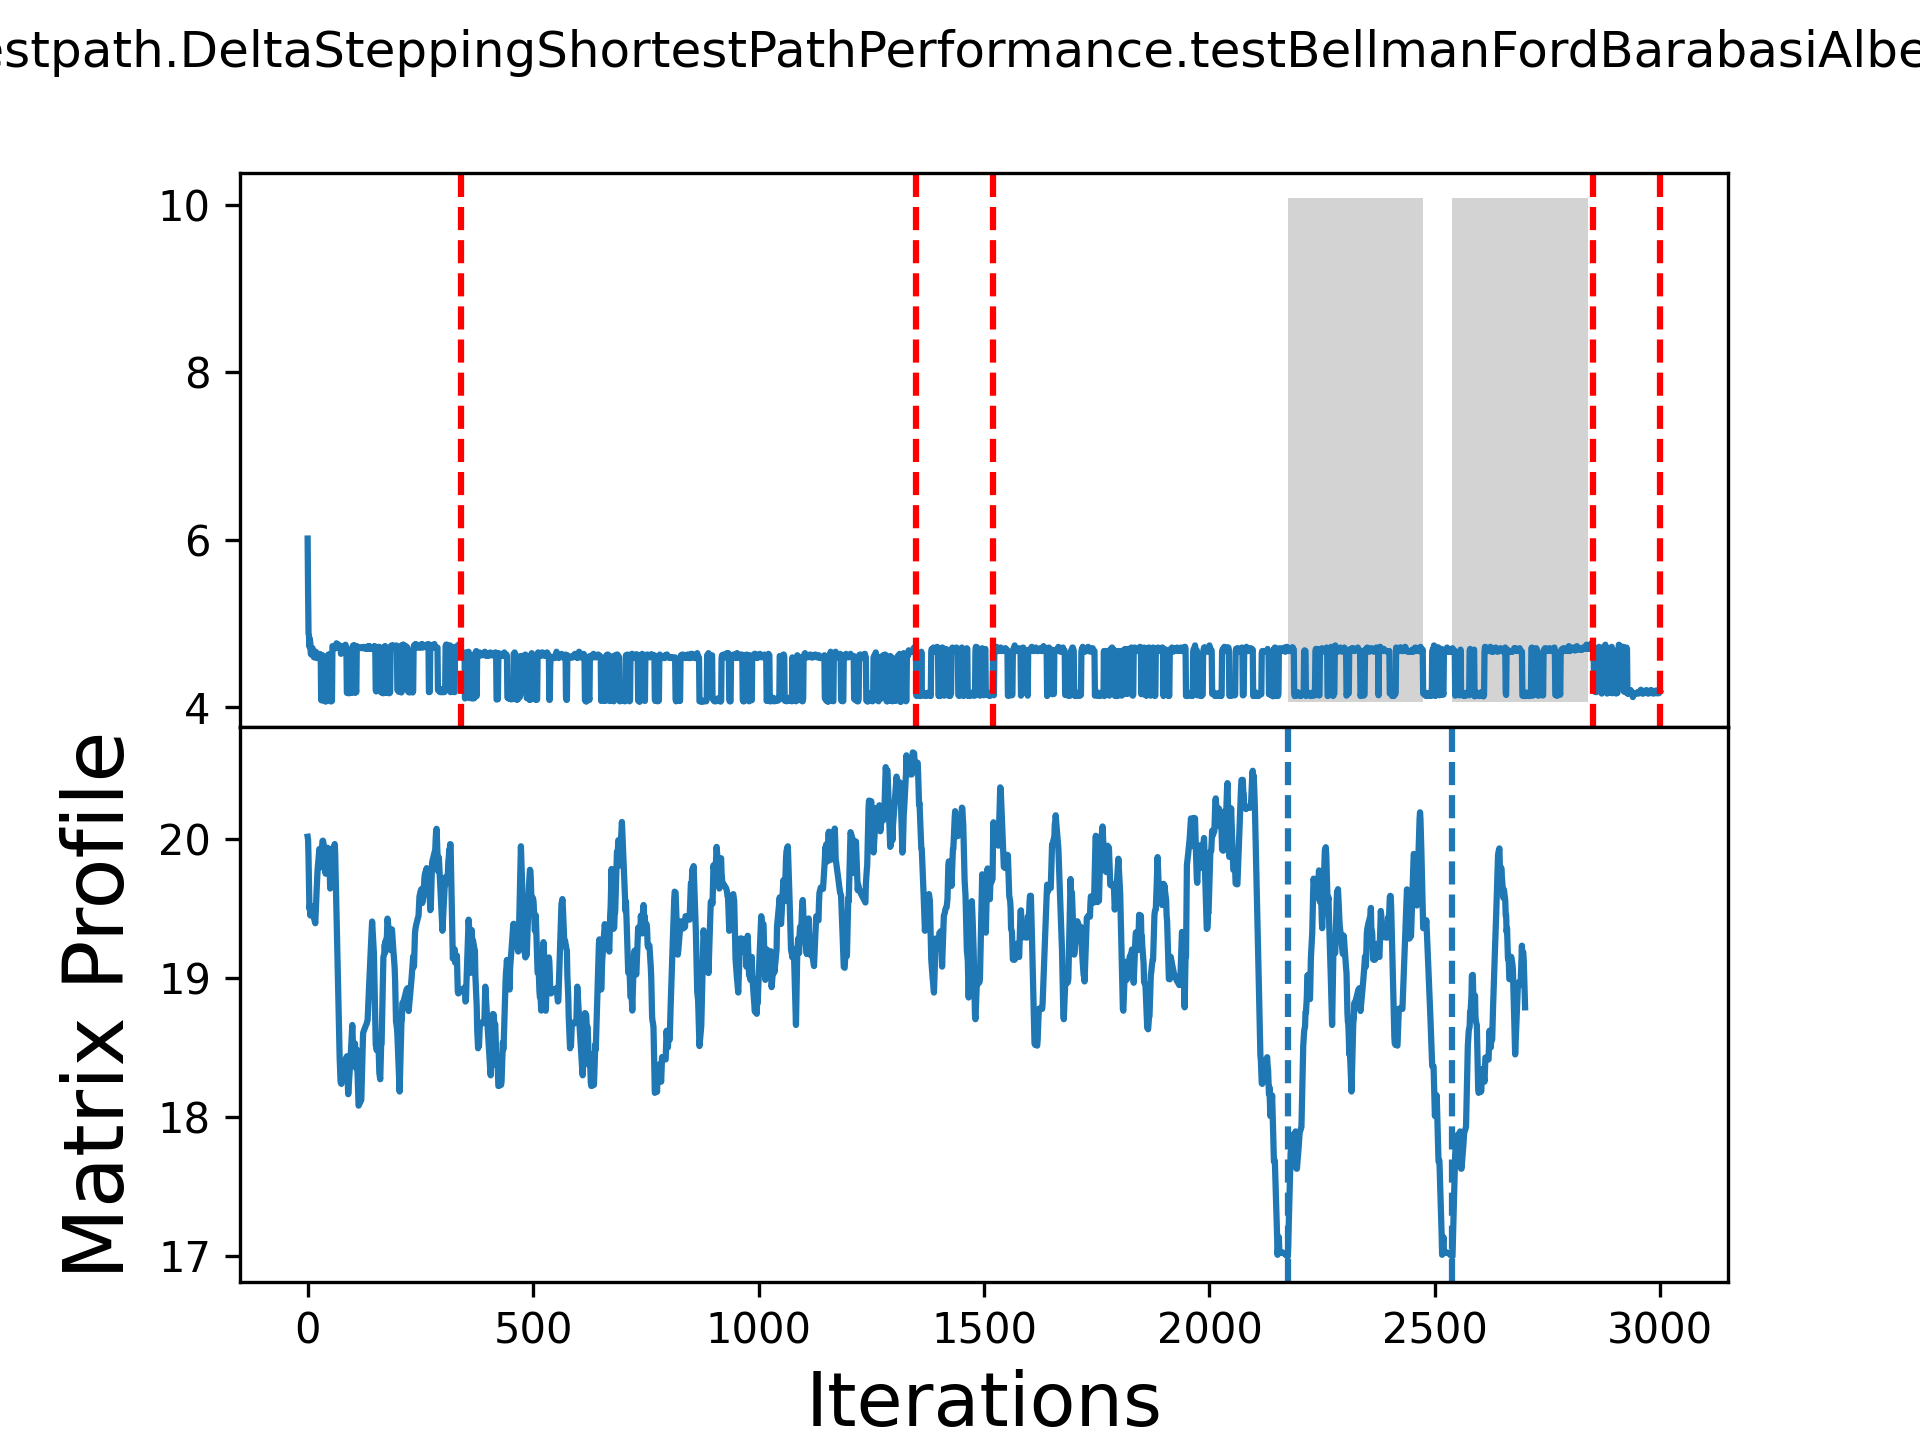 estpath.DeltaSteppingShortestPathPerformance.testBellmanFordBarabasiAlbe
10
8
6
4
Matrix Profile
20
19
18
17
0 500 1000 1500 2000 2500 3000
Iterations